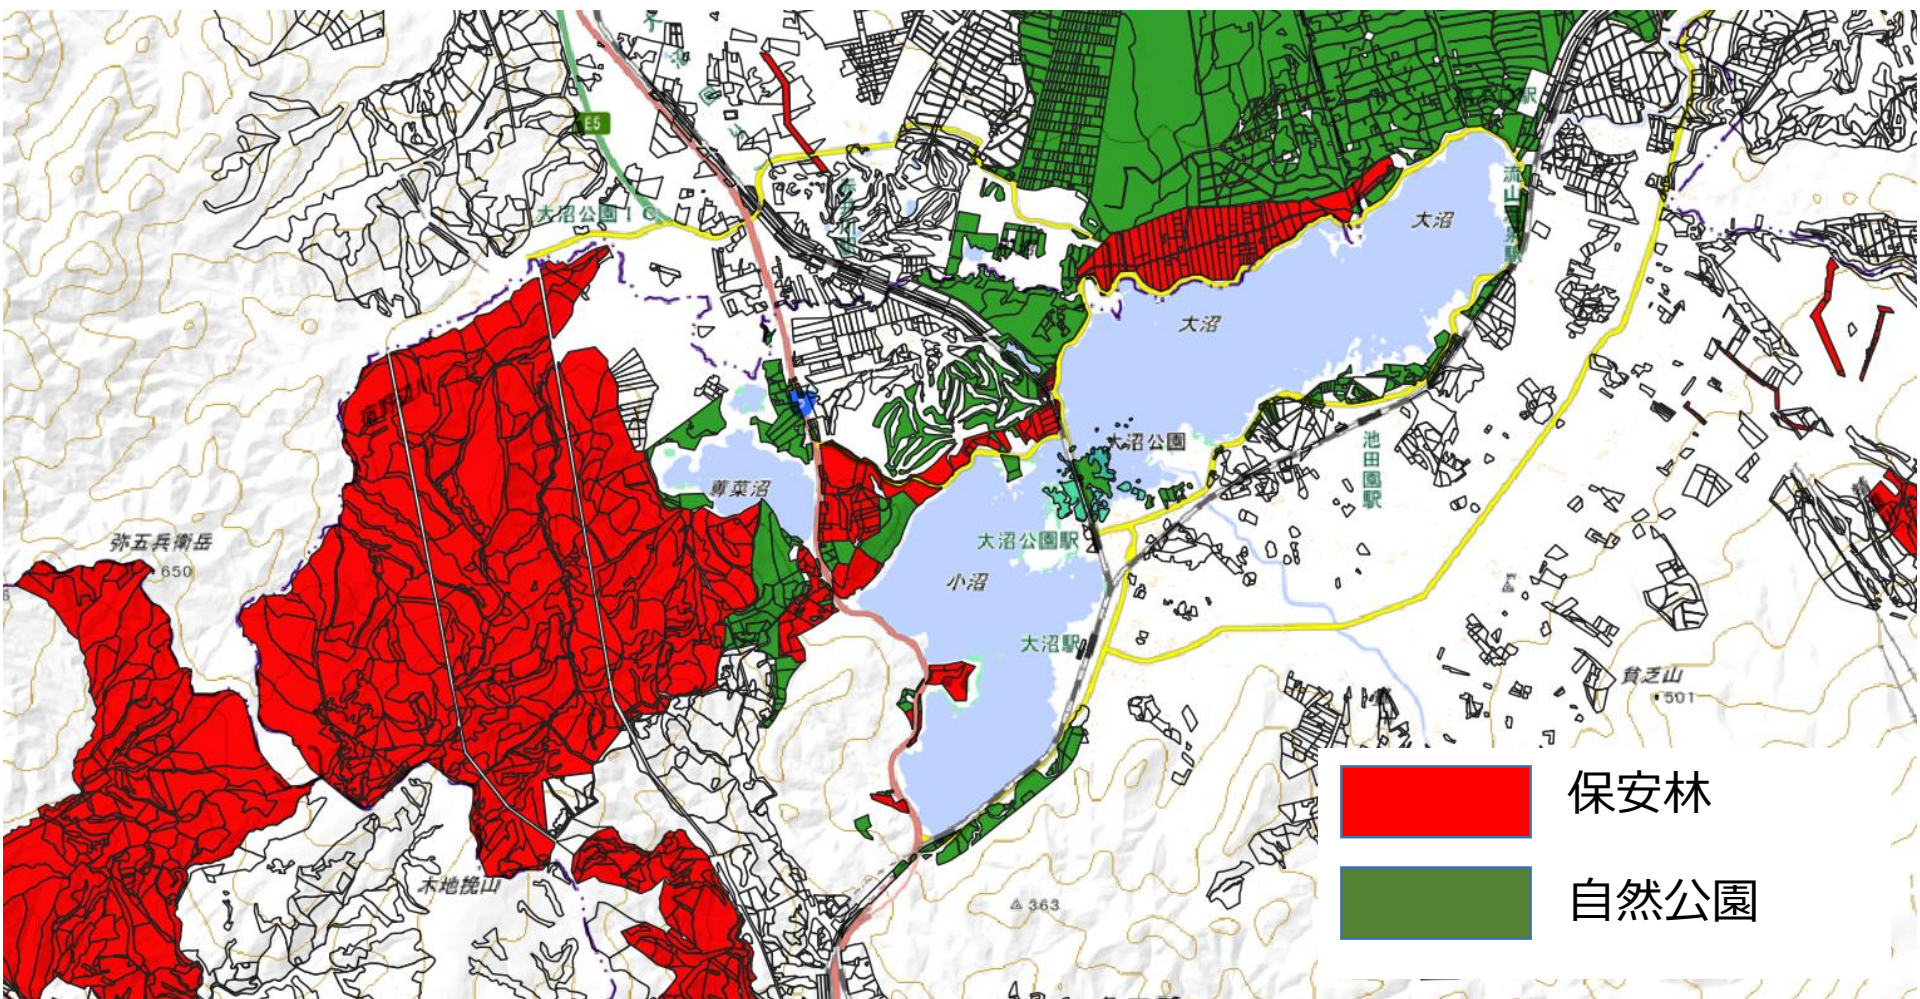 E5
大沼公園IC
大沼
流山温泉駅
大沼
大沼公園
池田園駅
蓴菜沼
弥五兵衛岳
650
大沼公園駅
小沼
大沼駅
貧乏山
501
保安林
木地挽山
自然公園
363